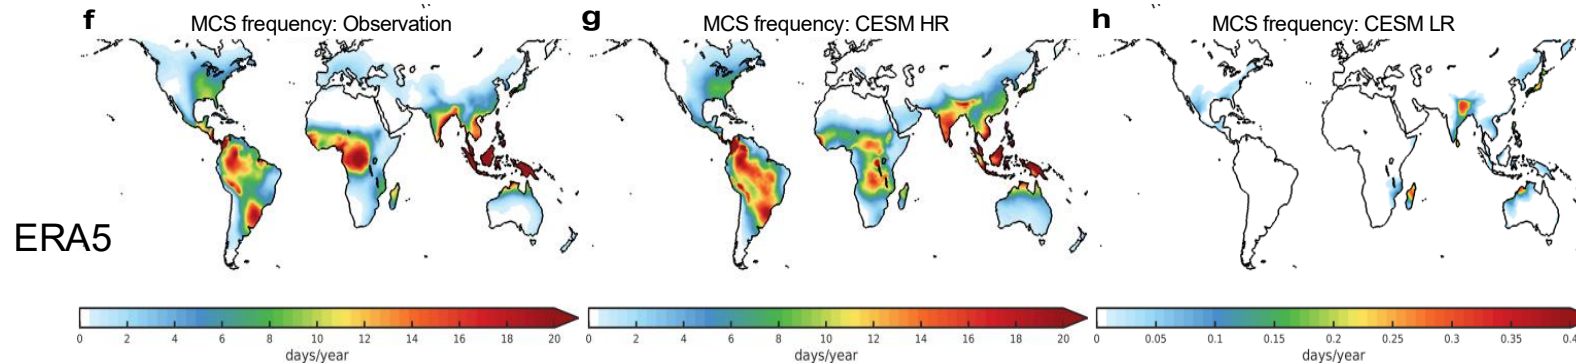 f MCS frequency: Observation
g MCS frequency: CESM HR
h MCS frequency: CESM LR
ERA5
0 2 4 6 8 10 12 14 16 18 20
days/year
0 2 4 6 8 10 12 14 16 18 20
days/year
0 0.05 0.1 0.15 0.2 0.25 0.3 0.35 0.4
days/year